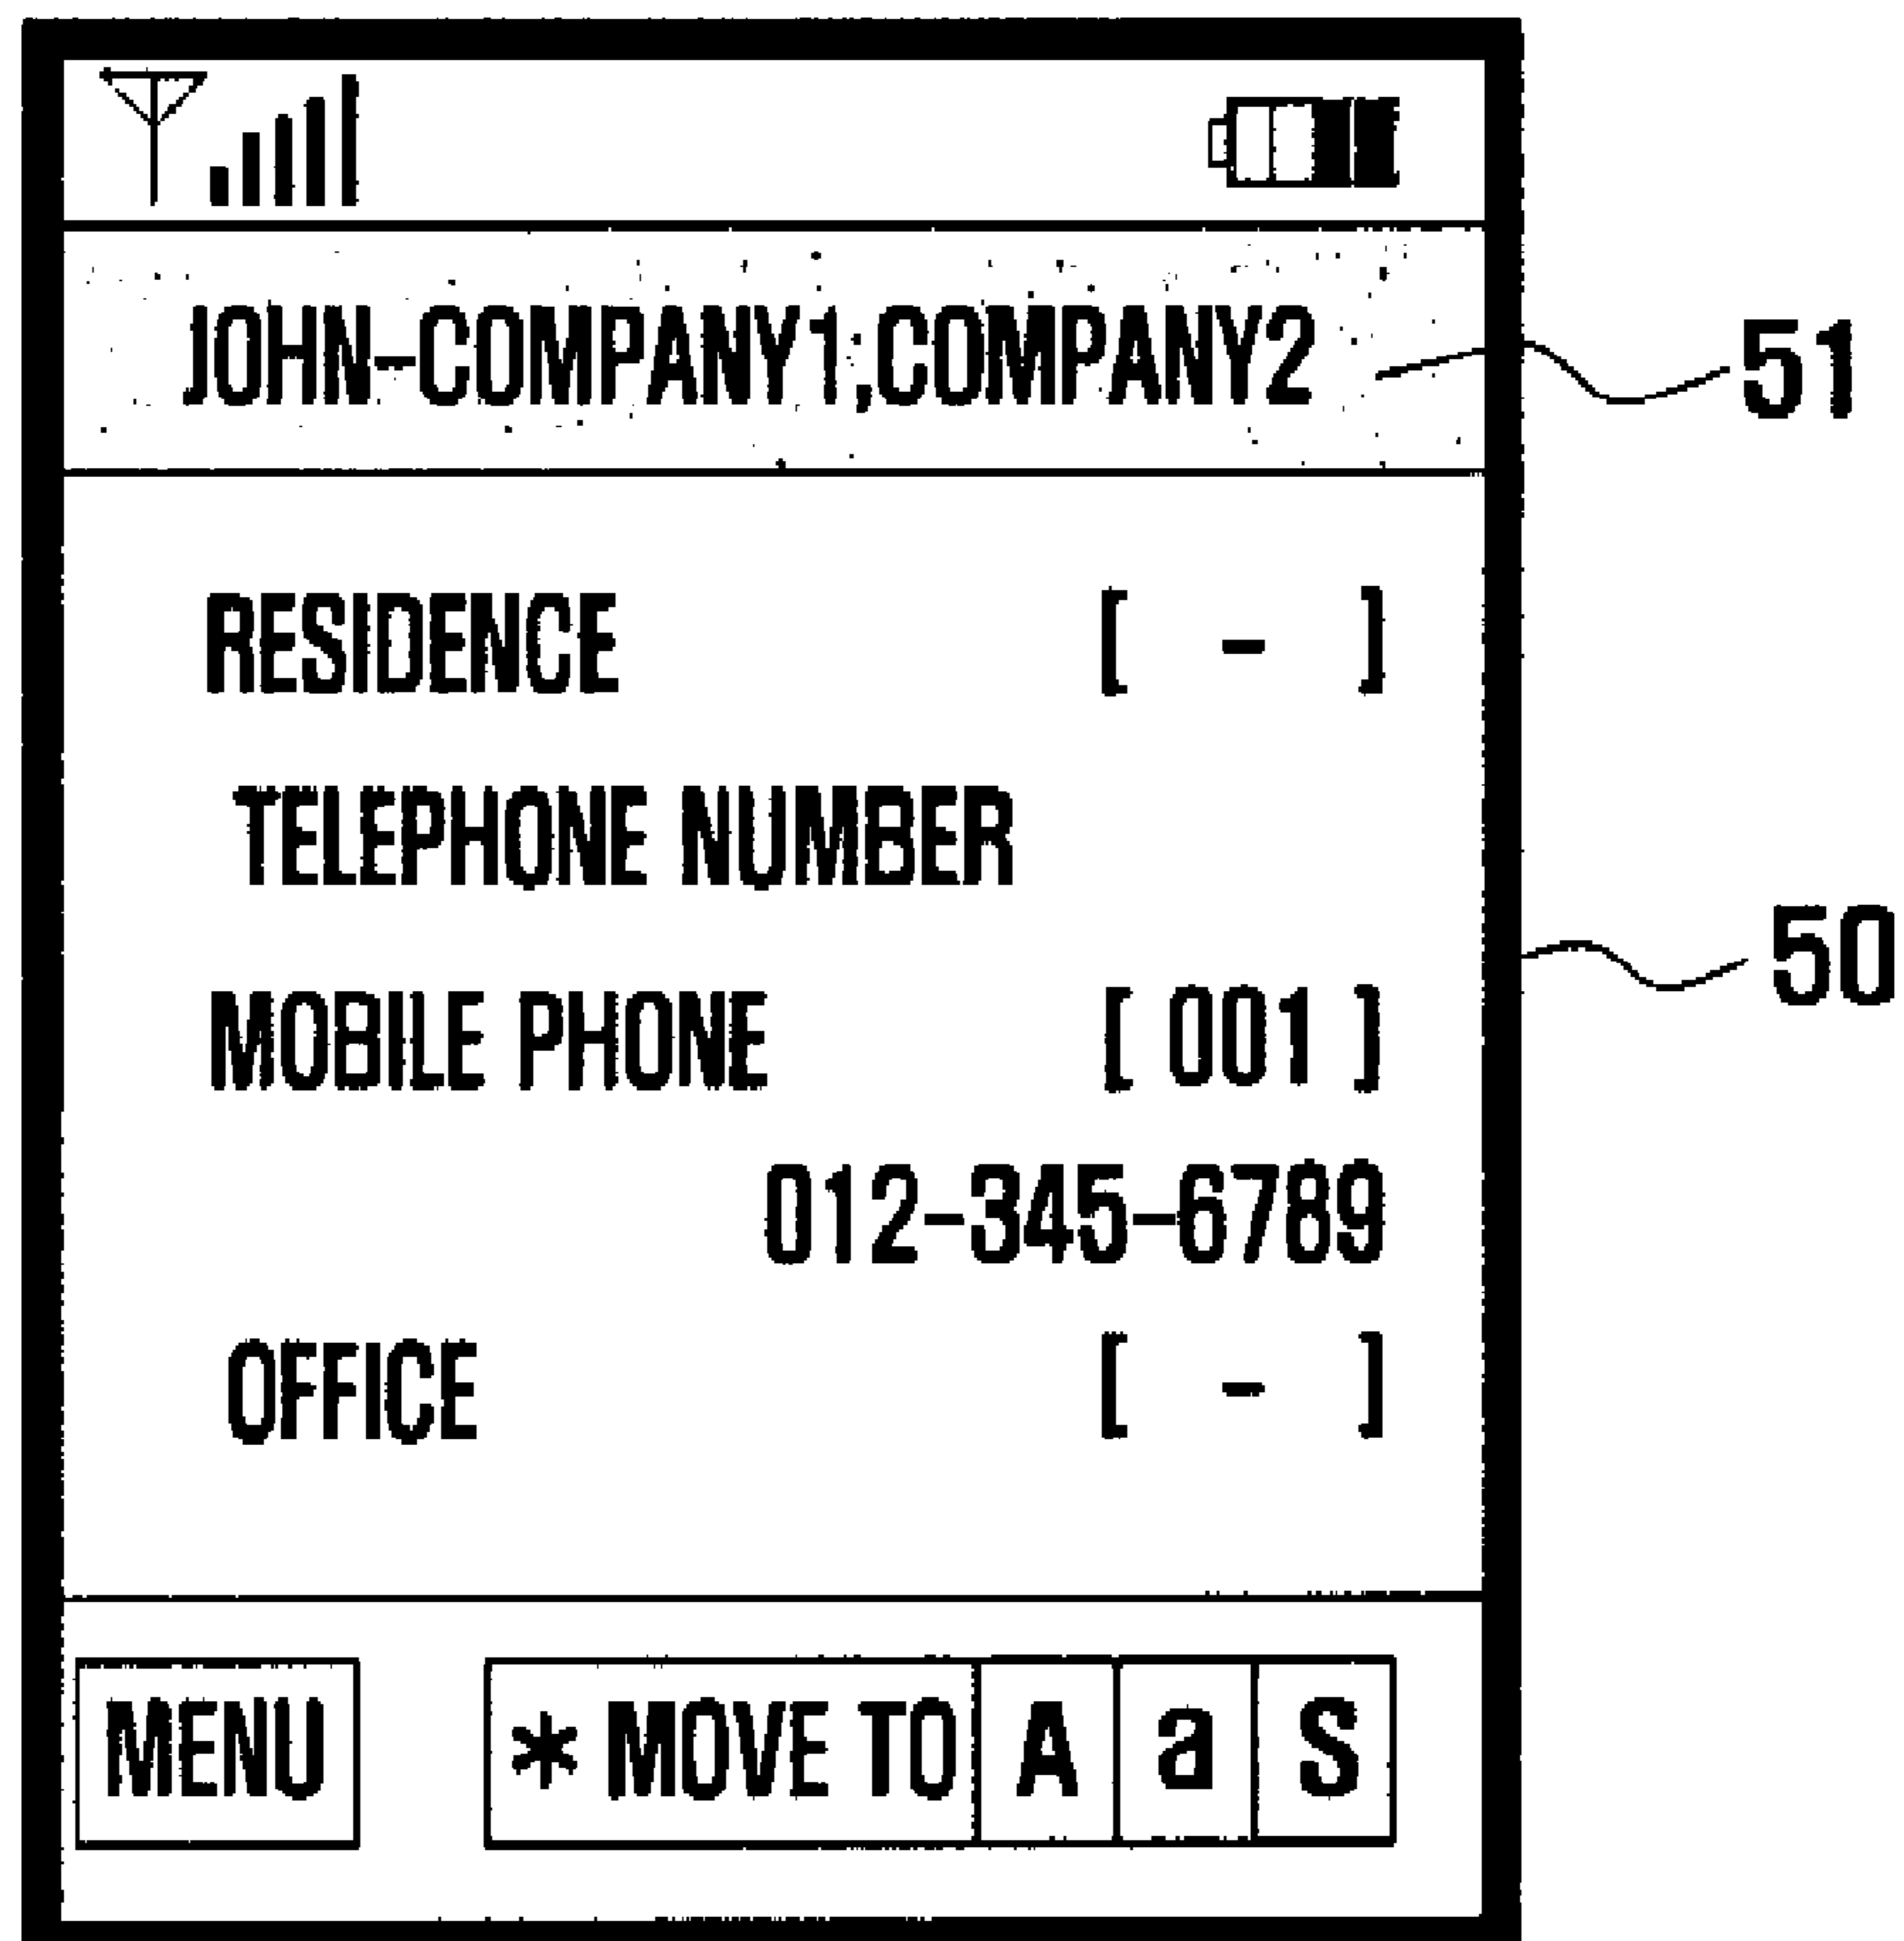 JOHN-COMPANY1,COMPANY2
51
RESIDENCE [ - ]
TELEPHONE NUMBER
50
MOBILE PHONE [ 001 ]
012-345-6789
OFFICE [ - ]
MENU * MOVE TO A a S